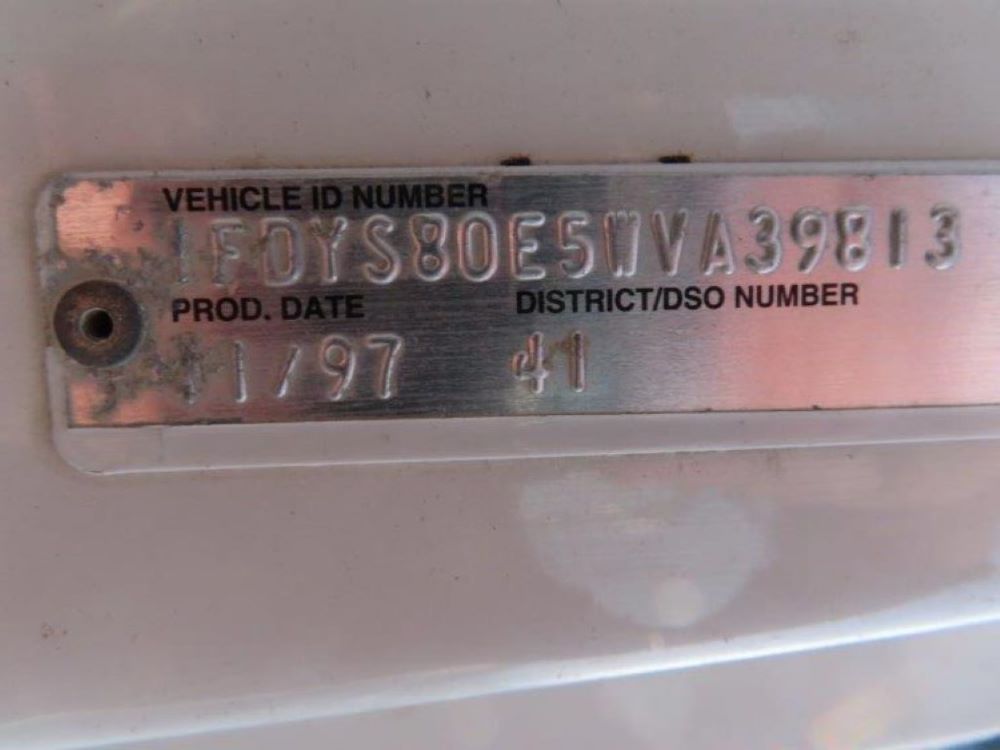 VEHICLE ID NUMBER
1FDYS80E5WVA39813
PROD. DATE DISTRICT/DSO NUMBER
11/97 41